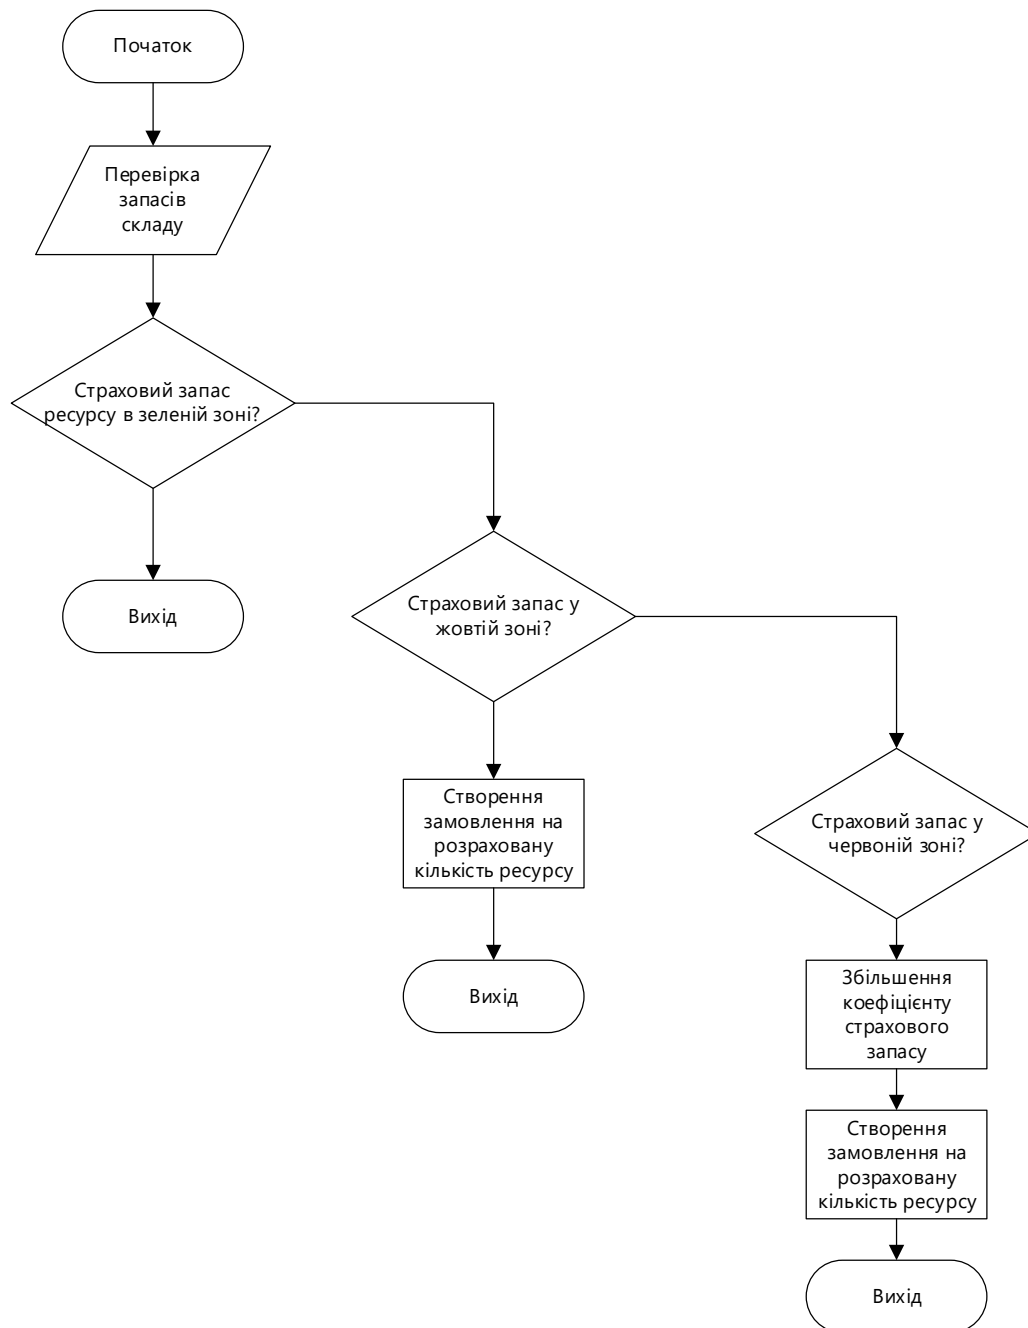 Початок
Перевірка
запасів
складу
Страховий запас
ресурсу в зеленій зоні?
Вихід
Страховий запас у
жовтій зоні?
Створення
замовлення на
розраховану
кількість ресурсу
Вихід
Страховий запас у
червоній зоні?
Збільшення
коефіцієнту
страхового
запасу
Створення
замовлення на
розраховану
кількість ресурсу
Вихід